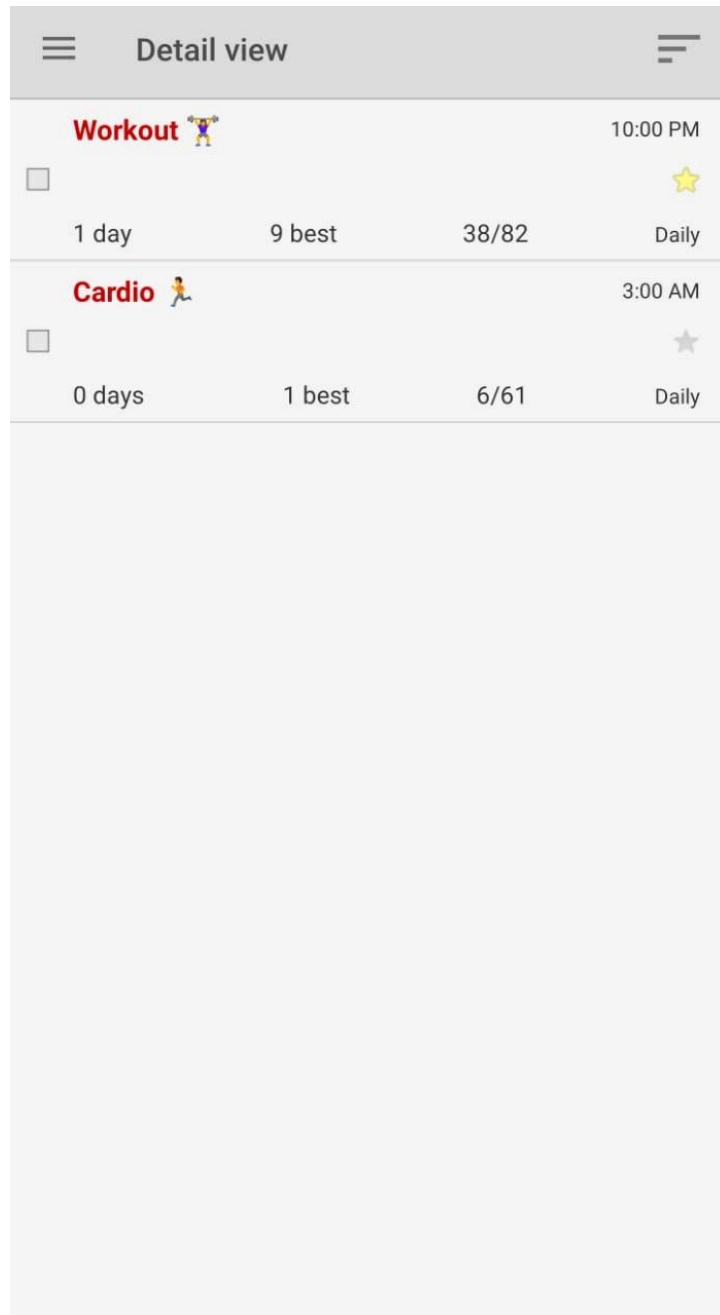 Detail view
Workout 🏋️‍♀️ 10:00 PM
1 day 9 best 38/82 Daily
Cardio 🏃 3:00 AM
0 days 1 best 6/61 Daily